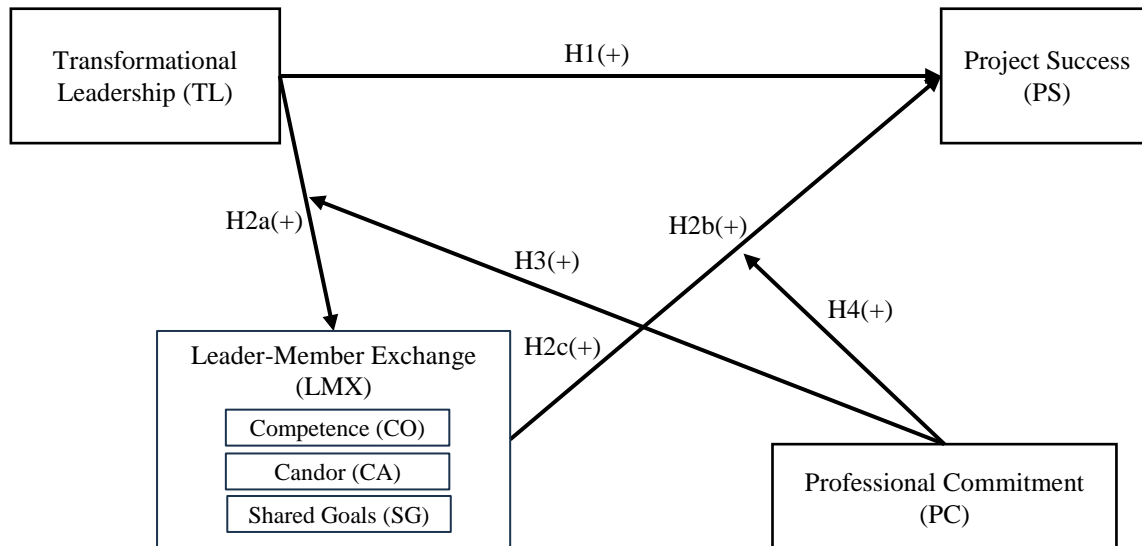 Transformational
Leadership (TL)
H1(+)
Project Success
(PS)
H2a(+)
H2b(+)
H3(+)
H4(+)
H2c(+)
Leader-Member Exchange
(LMX)
Competence (CO)
Candor (CA)
Shared Goals (SG)
Professional Commitment
(PC)